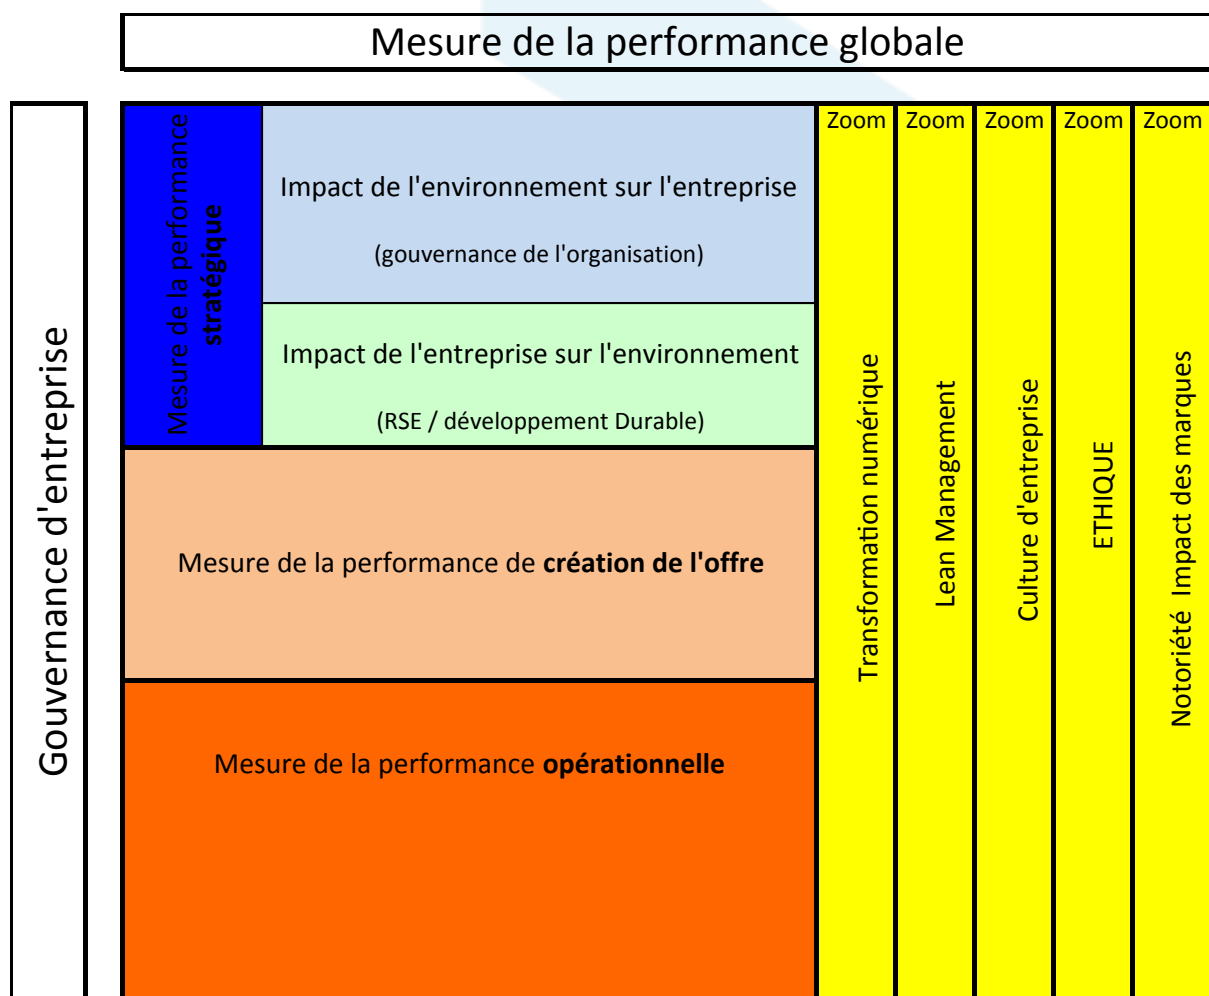 Mesure de la performance globale
Gouvernance d'entreprise
Mesure de la performance
stratégique
Impact de l'environnement sur l'entreprise
(gouvernance de l'organisation)
Impact de l'entreprise sur l'environnement
(RSE / développement Durable)
Mesure de la performance de création de l'offre
Mesure de la performance opérationnelle
Zoom
Transformation numérique
Zoom
Lean Management
Zoom
Culture d'entreprise
Zoom
ETHIQUE
Zoom
Notoriété Impact des marques